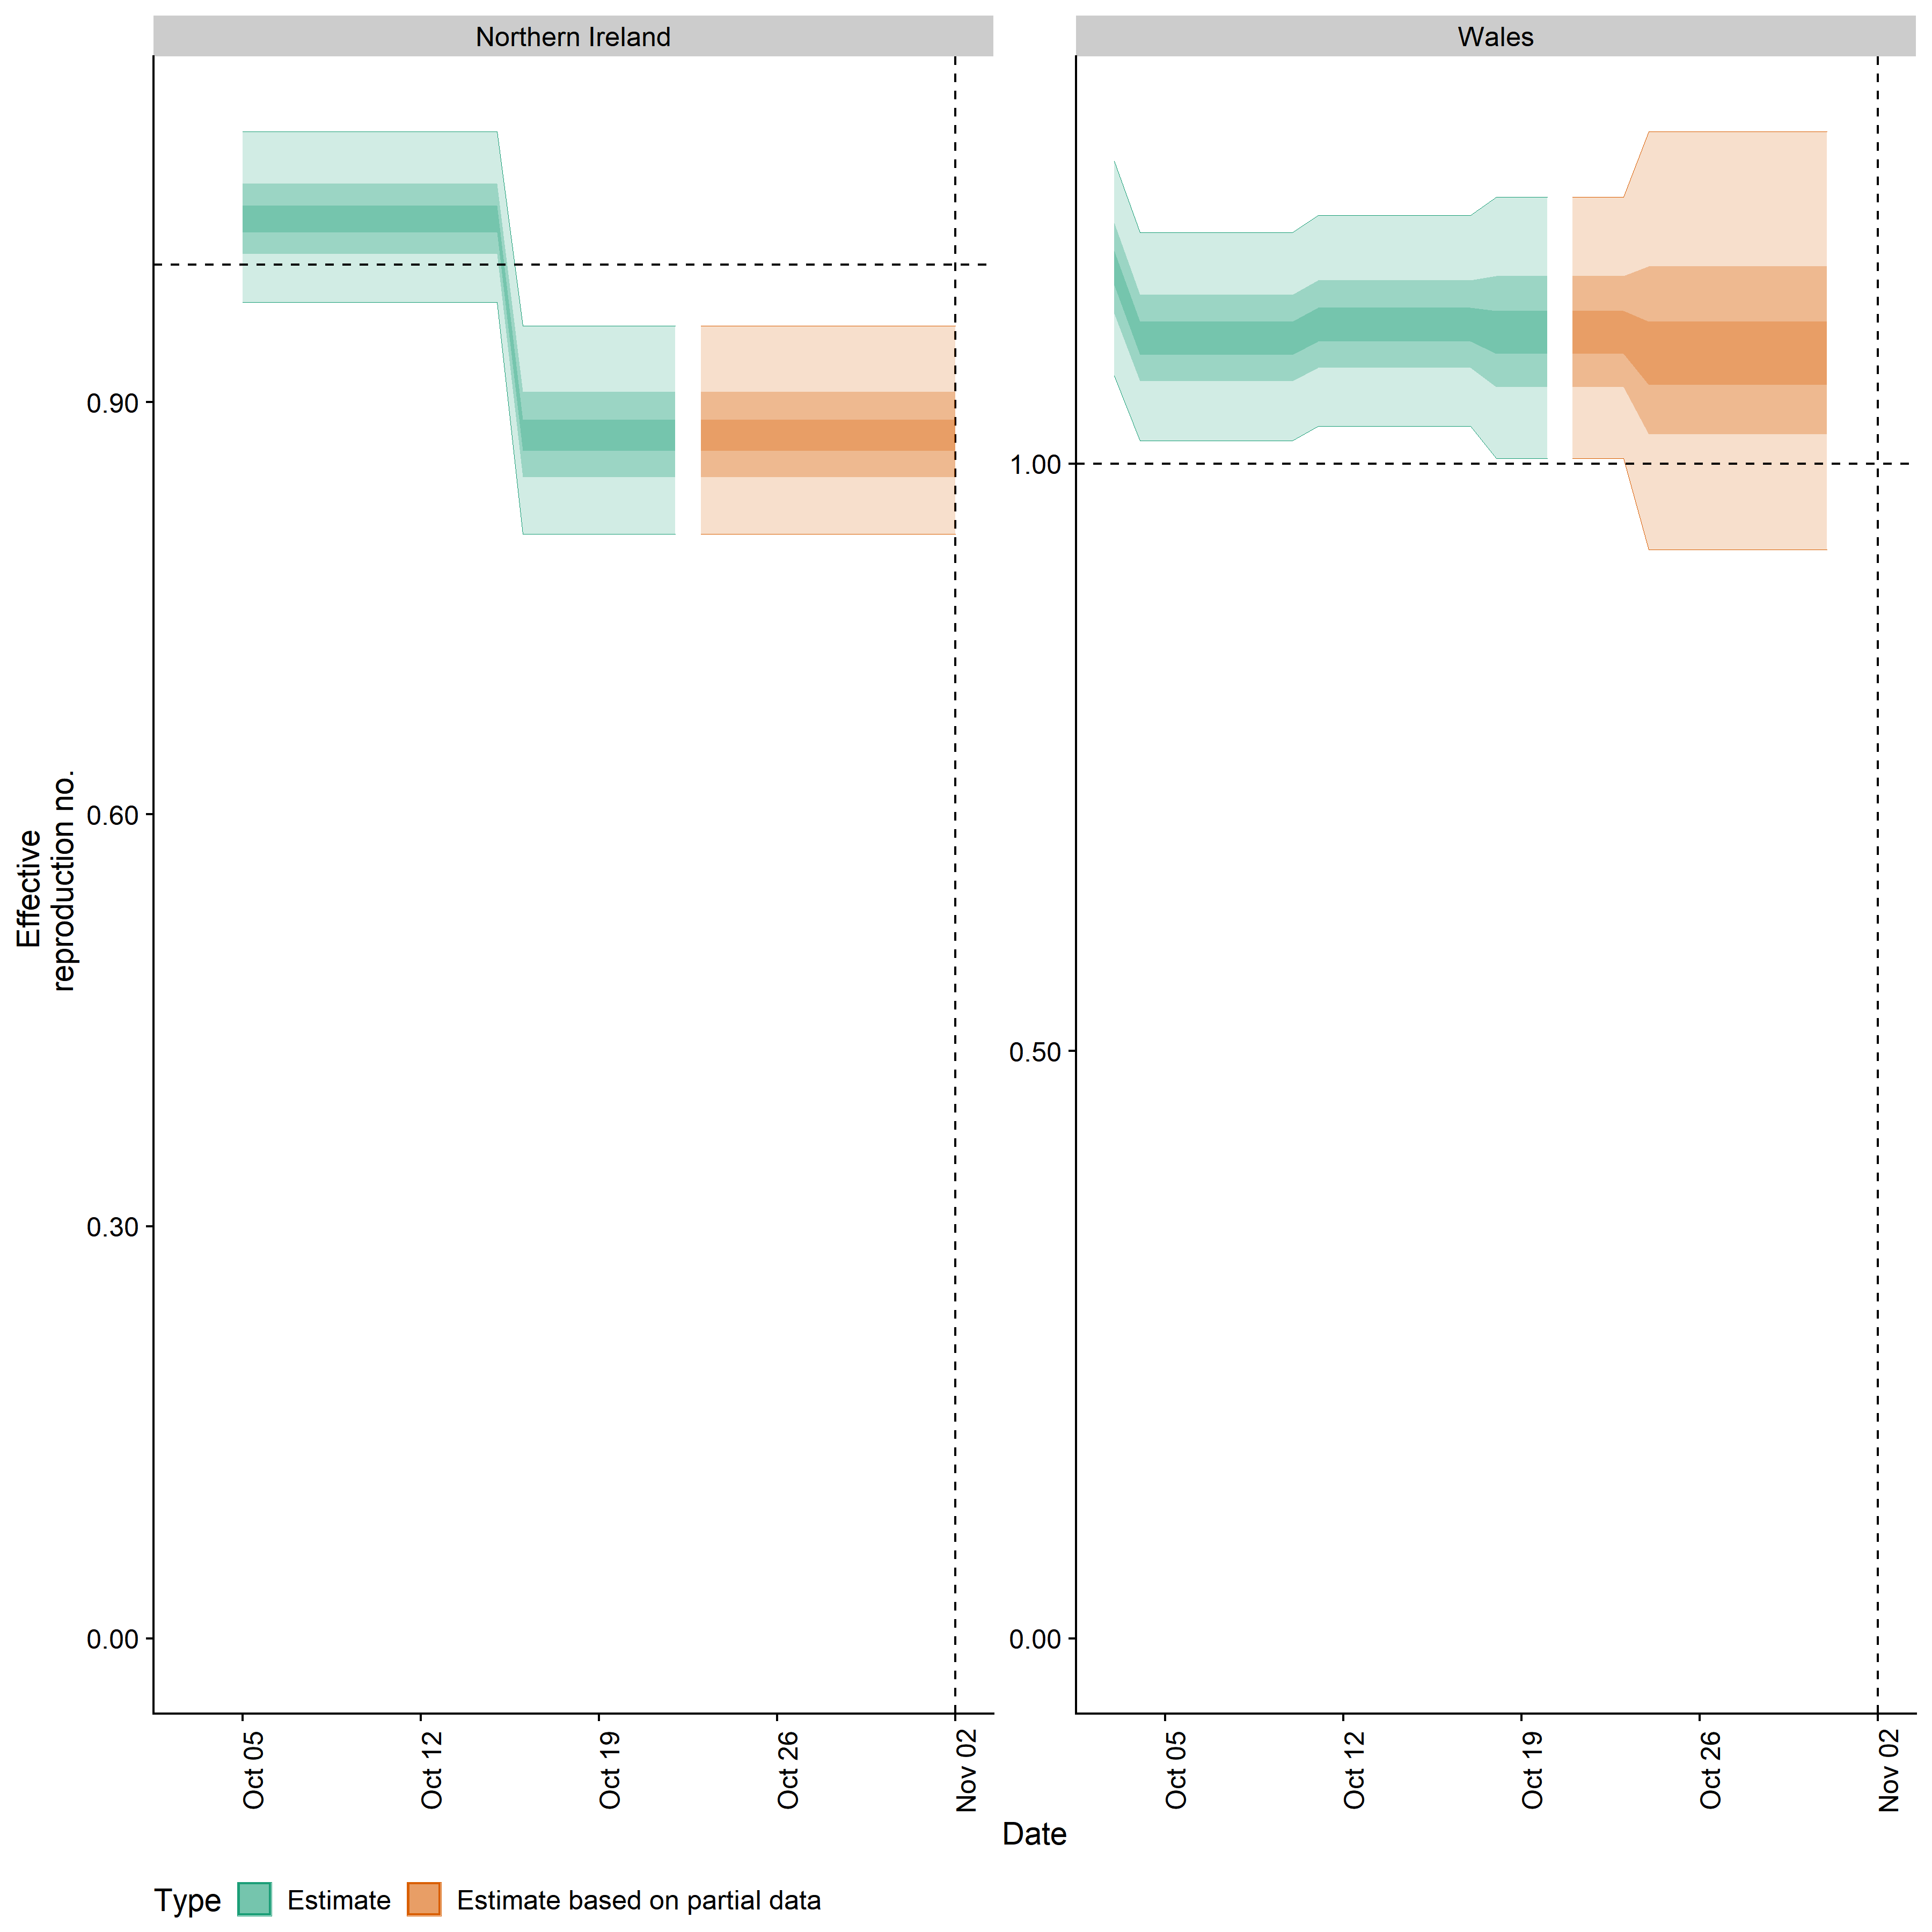 Northern Ireland
Wales
Effective
reproduction no.
0.90
0.60
0.30
0.00
1.00
0.50
0.00
Oct 05
Oct 12
Oct 19
Oct 26
Nov 02
Oct 05
Oct 12
Oct 19
Oct 26
Nov 02
Date
Type Estimate Estimate based on partial data